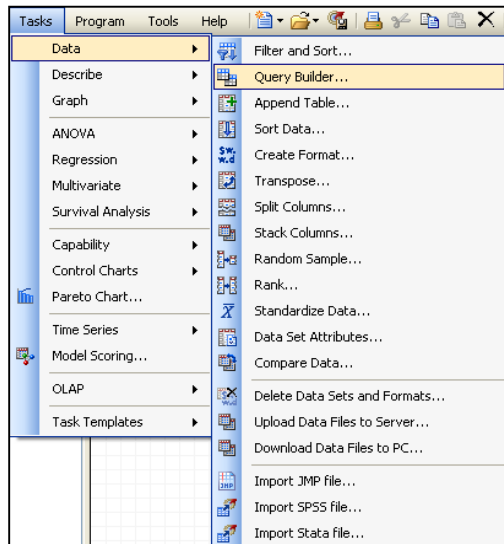 Tasks Program Tools Help
Data
Describe
Graph
ANOVA
Regression
Multivariate
Survival Analysis
Capability
Control Charts
Pareto Chart...
Time Series
Model Scoring...
OLAP
Task Templates
Filter and Sort...
Query Builder...
Append Table...
Sort Data...
$w.
w.d
Create Format...
Transpose...
Split Columns...
Stack Columns...
Random Sample...
Rank...
X
Standardize Data...
Data Set Attributes...
Compare Data...
Delete Data Sets and Formats...
Upload Data Files to Server...
Download Data Files to PC...
JMP
Import JMP file...
Import SPSS file...
Import Stata file...